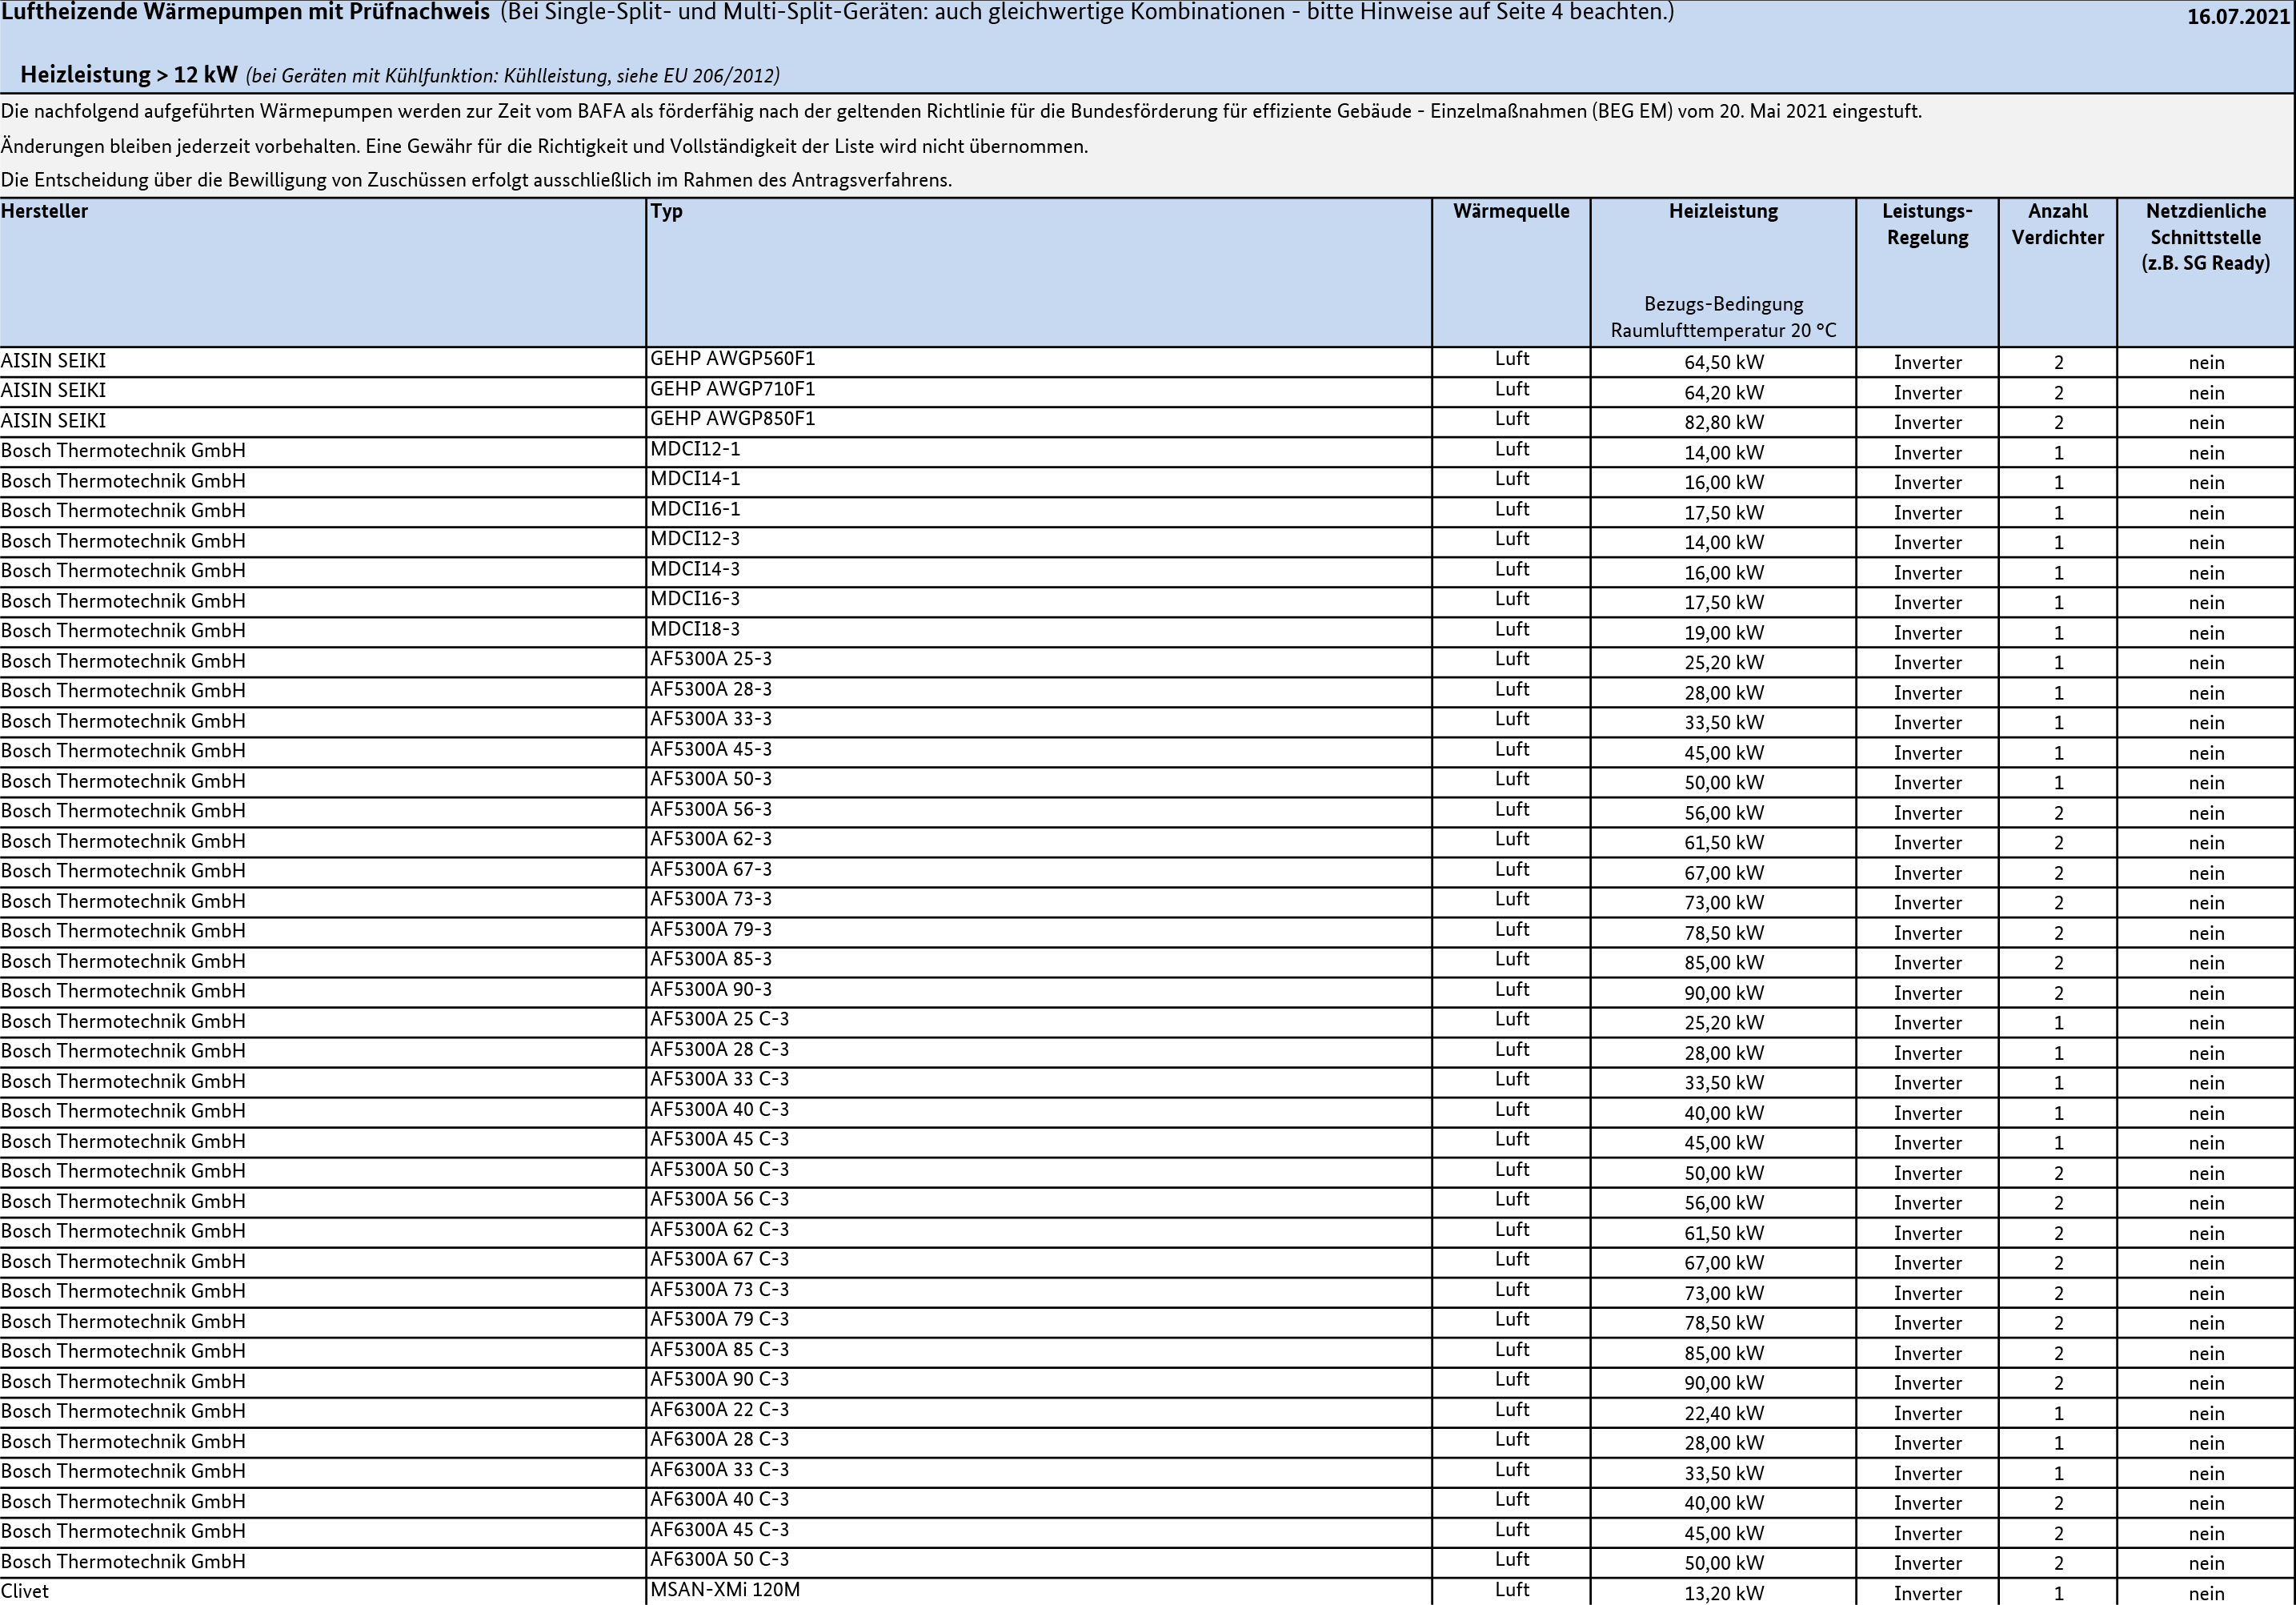 Luftheizende Wärmepumpen mit Prüfnachweis (Bei Single-Split- und Multi-Split-Geräten: auch gleichwertige Kombinationen - bitte Hinweise auf Seite 4 beachten.) 16.07.2021
Heizleistung > 12 kW (bei Geräten mit Kühlfunktion: Kühlleistung, siehe EU 206/2012)
Die nachfolgend aufgeführten Wärmepumpen werden zur Zeit vom BAFA als förderfähig nach der geltenden Richtlinie für die Bundesförderung für effiziente Gebäude - Einzelmaßnahmen (BEG EM) vom 20. Mai 2021 eingestuft.
Änderungen bleiben jederzeit vorbehalten. Eine Gewähr für die Richtigkeit und Vollständigkeit der Liste wird nicht übernommen.
Die Entscheidung über die Bewilligung von Zuschüssen erfolgt ausschließlich im Rahmen des Antragsverfahrens.
Hersteller Typ Wärmequelle Heizleistung Leistungs- Anzahl Netzdienliche
Regelung Verdichter Schnittstelle
(z.B. SG Ready)
Bezugs-Bedingung
Raumlufttemperatur 20 °C
AISIN SEIKI GEHP AWGP560F1 Luft 64,50 kW Inverter 2 nein
AISIN SEIKI GEHP AWGP710F1 Luft 64,20 kW Inverter 2 nein
AISIN SEIKI GEHP AWGP850F1 Luft 82,80 kW Inverter 2 nein
Bosch Thermotechnik GmbH MDCI12-1 Luft 14,00 kW Inverter 1 nein
Bosch Thermotechnik GmbH MDCI14-1 Luft 16,00 kW Inverter 1 nein
Bosch Thermotechnik GmbH MDCI16-1 Luft 17,50 kW Inverter 1 nein
Bosch Thermotechnik GmbH MDCI12-3 Luft 14,00 kW Inverter 1 nein
Bosch Thermotechnik GmbH MDCI14-3 Luft 16,00 kW Inverter 1 nein
Bosch Thermotechnik GmbH MDCI16-3 Luft 17,50 kW Inverter 1 nein
Bosch Thermotechnik GmbH MDCI18-3 Luft 19,00 kW Inverter 1 nein
Bosch Thermotechnik GmbH AF5300A 25-3 Luft 25,20 kW Inverter 1 nein
Bosch Thermotechnik GmbH AF5300A 28-3 Luft 28,00 kW Inverter 1 nein
Bosch Thermotechnik GmbH AF5300A 33-3 Luft 33,50 kW Inverter 1 nein
Bosch Thermotechnik GmbH AF5300A 45-3 Luft 45,00 kW Inverter 1 nein
Bosch Thermotechnik GmbH AF5300A 50-3 Luft 50,00 kW Inverter 1 nein
Bosch Thermotechnik GmbH AF5300A 56-3 Luft 56,00 kW Inverter 2 nein
Bosch Thermotechnik GmbH AF5300A 62-3 Luft 61,50 kW Inverter 2 nein
Bosch Thermotechnik GmbH AF5300A 67-3 Luft 67,00 kW Inverter 2 nein
Bosch Thermotechnik GmbH AF5300A 73-3 Luft 73,00 kW Inverter 2 nein
Bosch Thermotechnik GmbH AF5300A 79-3 Luft 78,50 kW Inverter 2 nein
Bosch Thermotechnik GmbH AF5300A 85-3 Luft 85,00 kW Inverter 2 nein
Bosch Thermotechnik GmbH AF5300A 90-3 Luft 90,00 kW Inverter 2 nein
Bosch Thermotechnik GmbH AF5300A 25 C-3 Luft 25,20 kW Inverter 1 nein
Bosch Thermotechnik GmbH AF5300A 28 C-3 Luft 28,00 kW Inverter 1 nein
Bosch Thermotechnik GmbH AF5300A 33 C-3 Luft 33,50 kW Inverter 1 nein
Bosch Thermotechnik GmbH AF5300A 40 C-3 Luft 40,00 kW Inverter 1 nein
Bosch Thermotechnik GmbH AF5300A 45 C-3 Luft 45,00 kW Inverter 1 nein
Bosch Thermotechnik GmbH AF5300A 50 C-3 Luft 50,00 kW Inverter 2 nein
Bosch Thermotechnik GmbH AF5300A 56 C-3 Luft 56,00 kW Inverter 2 nein
Bosch Thermotechnik GmbH AF5300A 62 C-3 Luft 61,50 kW Inverter 2 nein
Bosch Thermotechnik GmbH AF5300A 67 C-3 Luft 67,00 kW Inverter 2 nein
Bosch Thermotechnik GmbH AF5300A 73 C-3 Luft 73,00 kW Inverter 2 nein
Bosch Thermotechnik GmbH AF5300A 79 C-3 Luft 78,50 kW Inverter 2 nein
Bosch Thermotechnik GmbH AF5300A 85 C-3 Luft 85,00 kW Inverter 2 nein
Bosch Thermotechnik GmbH AF5300A 90 C-3 Luft 90,00 kW Inverter 2 nein
Bosch Thermotechnik GmbH AF6300A 22 C-3 Luft 22,40 kW Inverter 1 nein
Bosch Thermotechnik GmbH AF6300A 28 C-3 Luft 28,00 kW Inverter 1 nein
Bosch Thermotechnik GmbH AF6300A 33 C-3 Luft 33,50 kW Inverter 1 nein
Bosch Thermotechnik GmbH AF6300A 40 C-3 Luft 40,00 kW Inverter 2 nein
Bosch Thermotechnik GmbH AF6300A 45 C-3 Luft 45,00 kW Inverter 2 nein
Bosch Thermotechnik GmbH AF6300A 50 C-3 Luft 50,00 kW Inverter 2 nein
Clivet MSAN-XMi 120M Luft 13,20 kW Inverter 1 nein